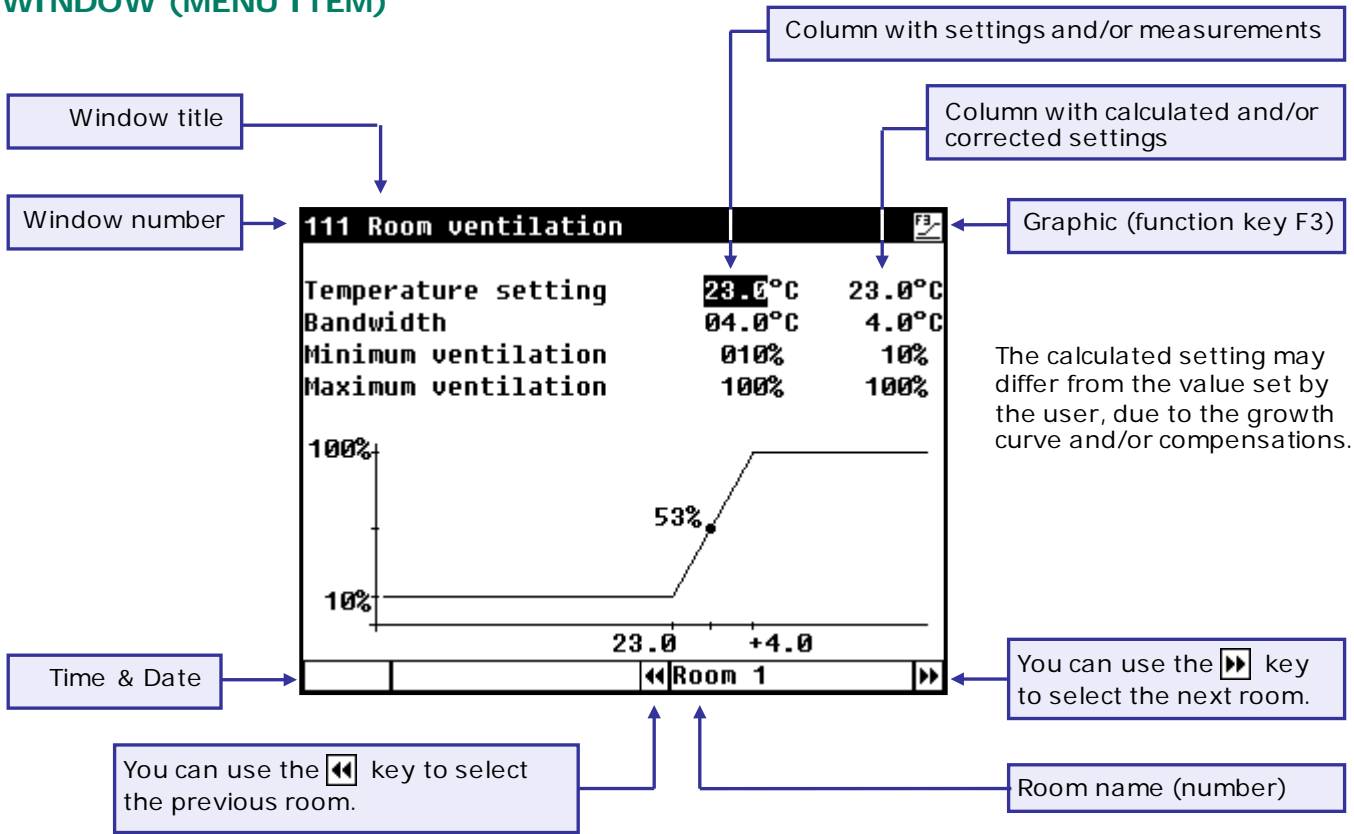 WINDOW (MENU ITEM)
Column with settings and/or measurements
Window title
Column with calculated and/or
corrected settings
Window number
111 Room ventilation
F3
Graphic (function key F3)
Temperature setting 23.0°C 23.0°C
Bandwidth 04.0°C 4.0°C
Minimum ventilation 010% 10%
Maximum ventilation 100% 100%
The calculated setting may
differ from the value set by
the user, due to the growth
curve and/or compensations.
100%
53%
10%
23.0 +4.0
Time & Date
Room 1
You can use the key
to select the next room.
You can use the key to select
the previous room.
Room name (number)